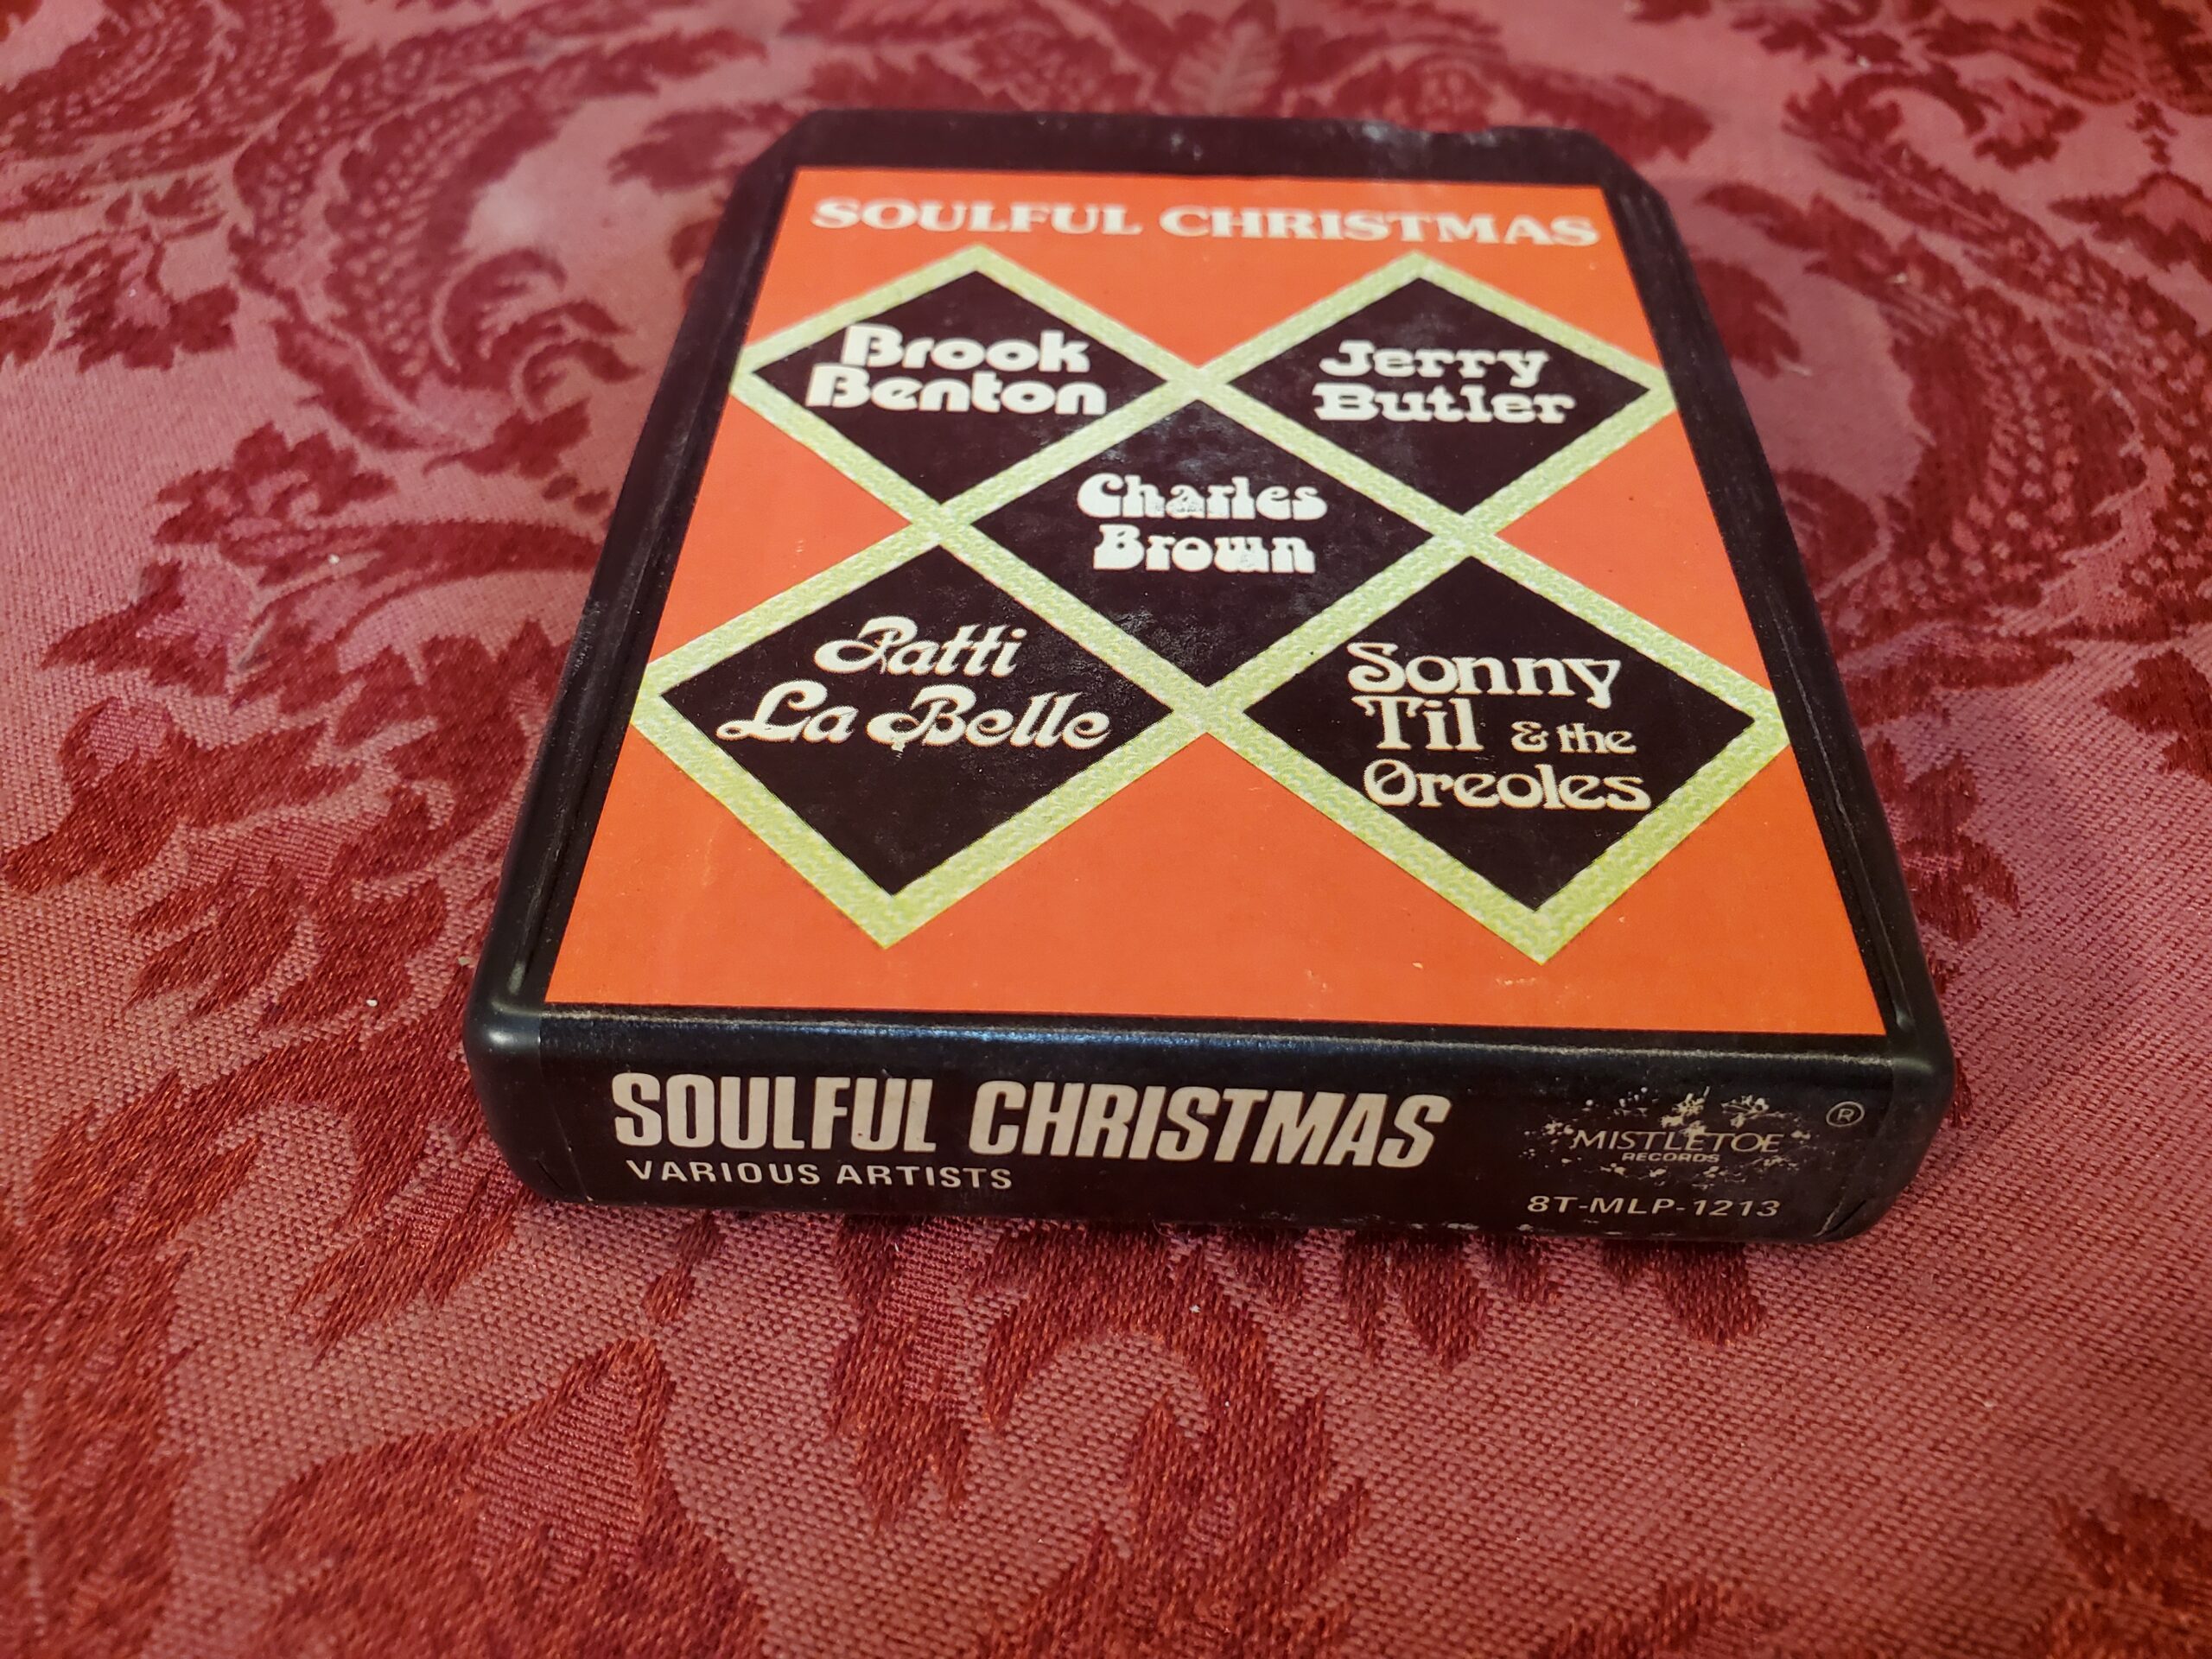 SOULFUL CHRISTMAS
Brook
Benton
Jerry
Butler
Charles
Brown
Patti
La Belle
Sonny
Til & the
Oreoles
SOULFUL CHRISTMAS
VARIOUS ARTISTS
MISTLETOE
RECORDS
®
8T-MLP-1213